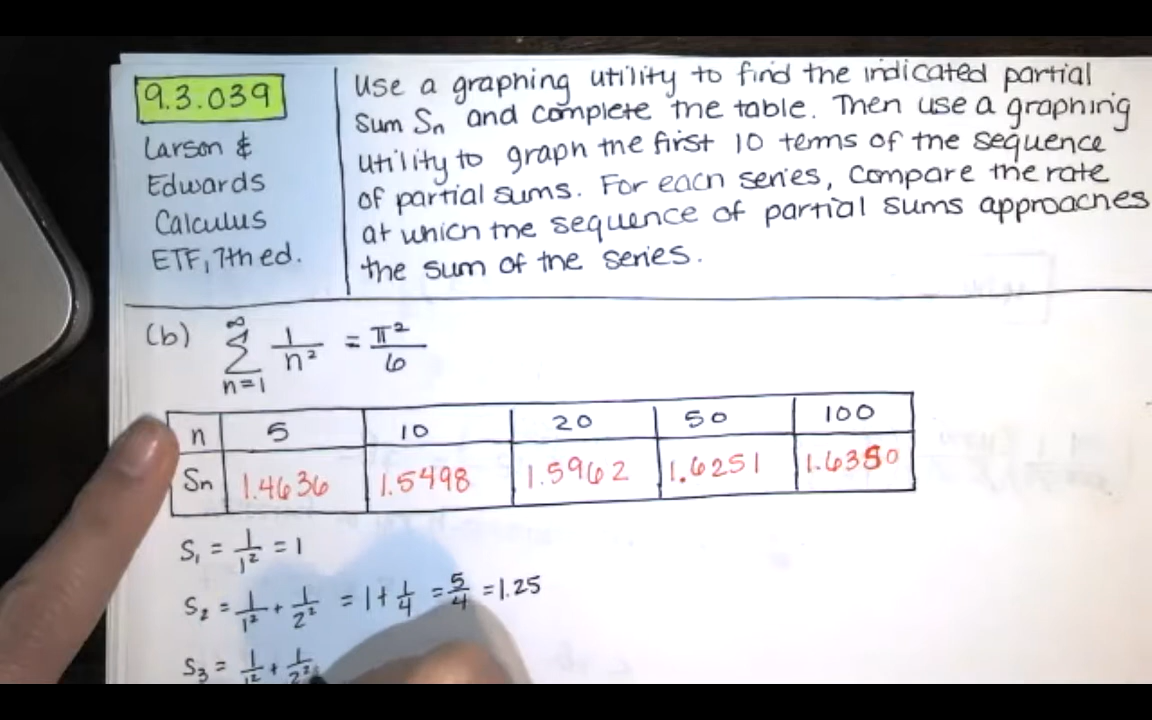 9.3.039
Larson &
Edwards
Calculus
ETF, 7th ed.
Use a graphing utility to find the indicated partial
sum Sn and complete the table. Then use a graphing
utility to graph the first 10 terms of the sequence
of partial sums. For each series, compare the rate
at which the sequence of partial sums approaches
the sum of the series.
(b) ∞ Σ n=1 1/n² = π²/6
n 5 10 20 50 100
Sn 1.4636 1.5498 1.5962 1.6251 1.6350
S₁ = 1/1² = 1
S₂ = 1/1² + 1/2² = 1 + 1/4 = 5/4 = 1.25
S₃ = 1/1² + 1/2²